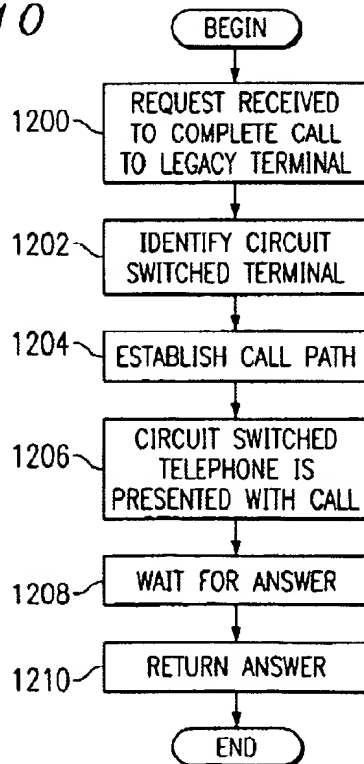 10
BEGIN
1200
REQUEST RECEIVED
TO COMPLETE CALL
TO LEGACY TERMINAL
1202
IDENTIFY CIRCUIT
SWITCHED TERMINAL
1204
ESTABLISH CALL PATH
1206
CIRCUIT SWITCHED
TELEPHONE IS
PRESENTED WITH CALL
1208
WAIT FOR ANSWER
1210
RETURN ANSWER
END